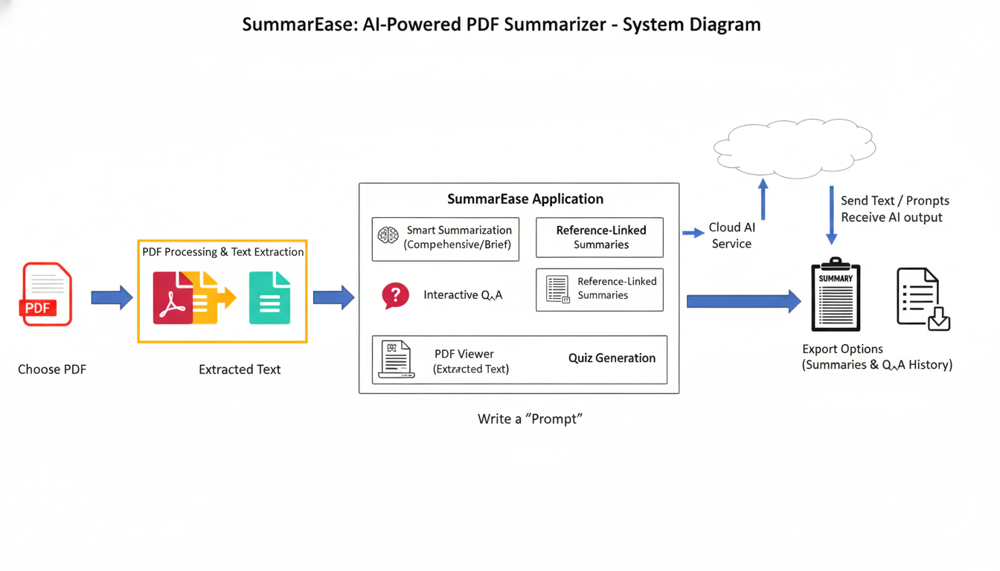 SummarEase: AI-Powered PDF Summarizer - System Diagram
PDF
Choose PDF
PDF Processing & Text Extraction
Extracted Text
SummarEase Application
Smart Summarization
(Compehensive/Brief)
Reference-Linked
Summaries
Interactive Q&A
Reference-Linked
Summaries
PDF Viewer
(Extracted Text)
Quiz Generation
Write a “Prompt”
Cloud AI
Service
Send Text / Pronpts
Receive AI output
SUMMARY
Export Options
(Summaries & Q&A History)